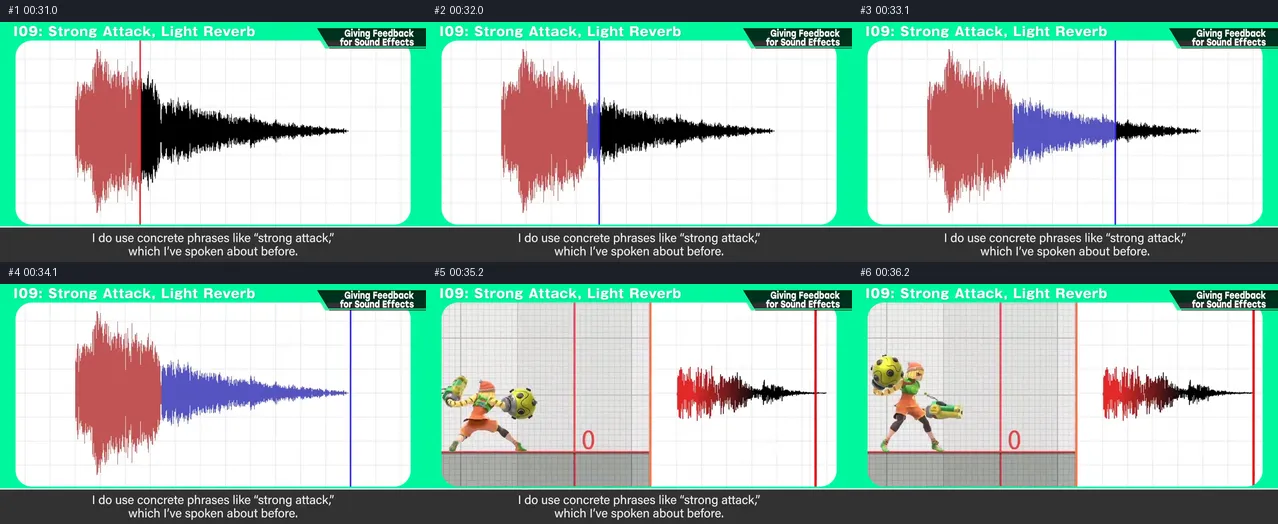 #1 00:31.0
I09: Strong Attack, Light Reverb
Giving Feedback
for Sound Effects
I do use concrete phrases like “strong attack,”
which I’ve spoken about before.
#2 00:32.0
I09: Strong Attack, Light Reverb
Giving Feedback
for Sound Effects
I do use concrete phrases like “strong attack,”
which I’ve spoken about before.
#3 00:33.1
I09: Strong Attack, Light Reverb
Giving Feedback
for Sound Effects
I do use concrete phrases like “strong attack,”
which I’ve spoken about before.
#4 00:34.1
I09: Strong Attack, Light Reverb
Giving Feedback
for Sound Effects
I do use concrete phrases like “strong attack,”
which I’ve spoken about before.
#5 00:35.2
I09: Strong Attack, Light Reverb
Giving Feedback
for Sound Effects
0
I do use concrete phrases like “strong attack,”
which I’ve spoken about before.
#6 00:36.2
I09: Strong Attack, Light Reverb
Giving Feedback
for Sound Effects
0